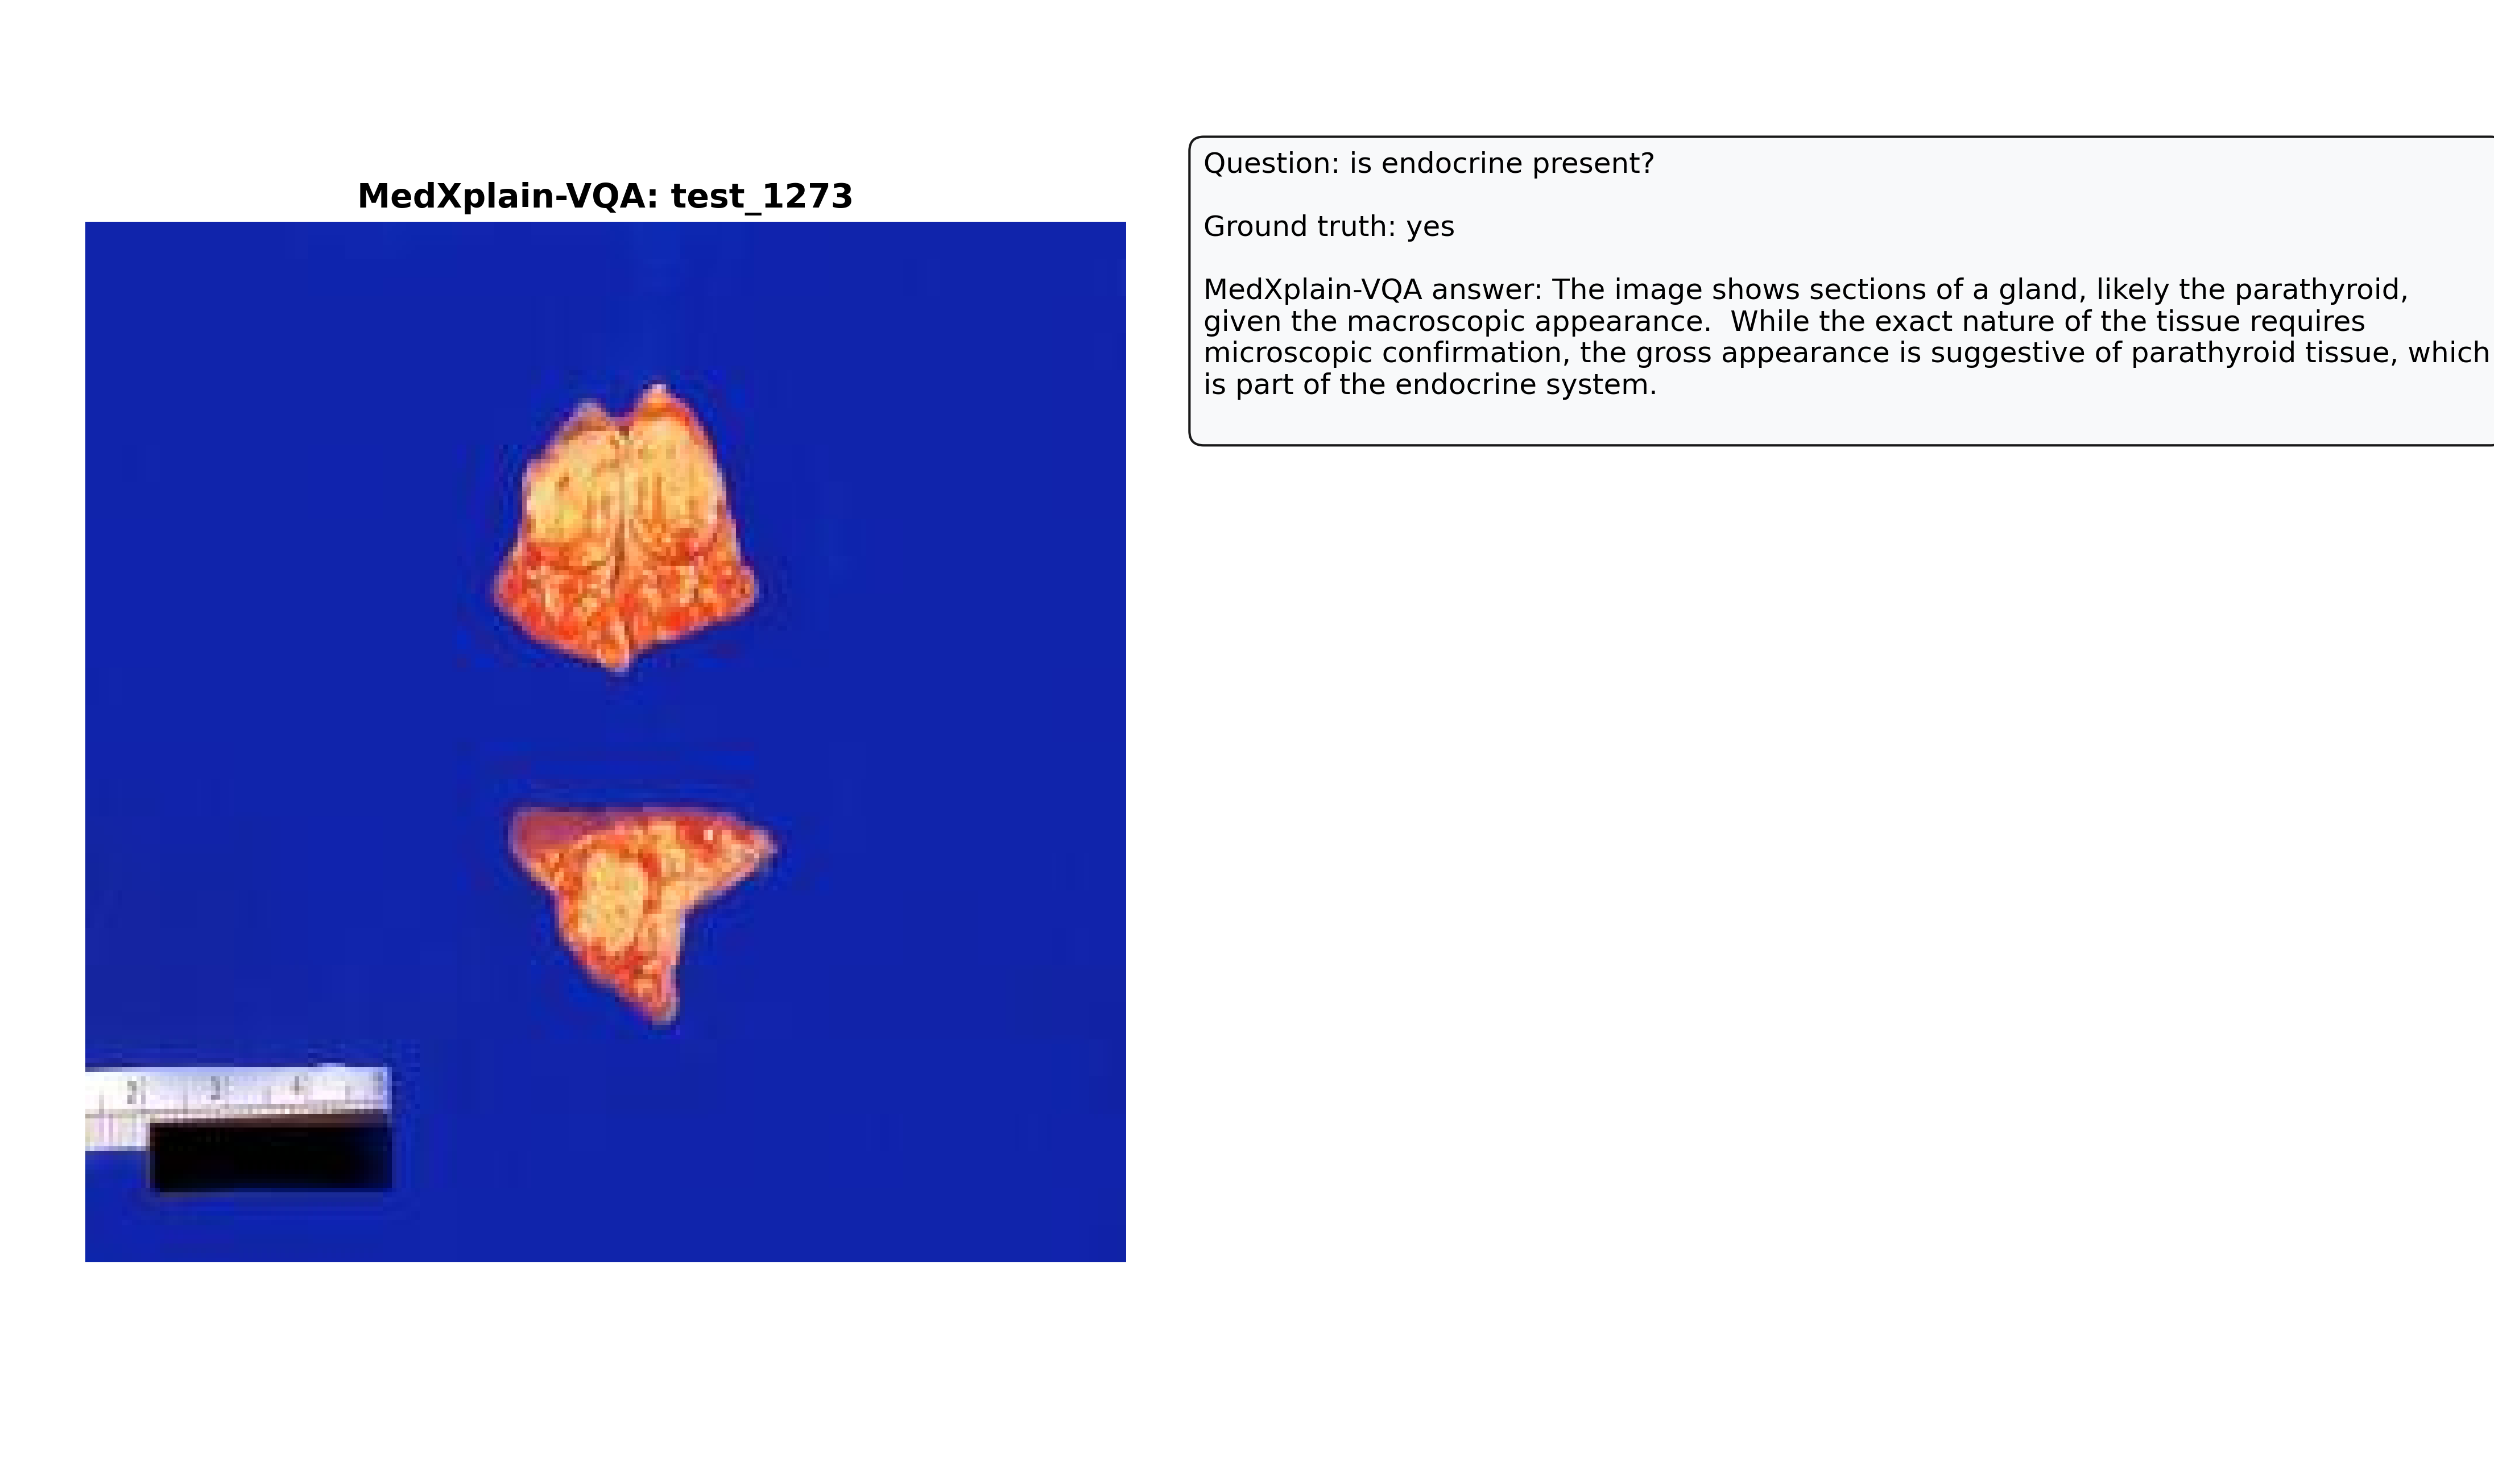 MedXplain-VQA: test_1273
Question: is endocrine present?
Ground truth: yes
MedXplain-VQA answer: The image shows sections of a gland, likely the parathyroid,
given the macroscopic appearance.  While the exact nature of the tissue requires
microscopic confirmation, the gross appearance is suggestive of parathyroid tissue, which
is part of the endocrine system.
2 3 4